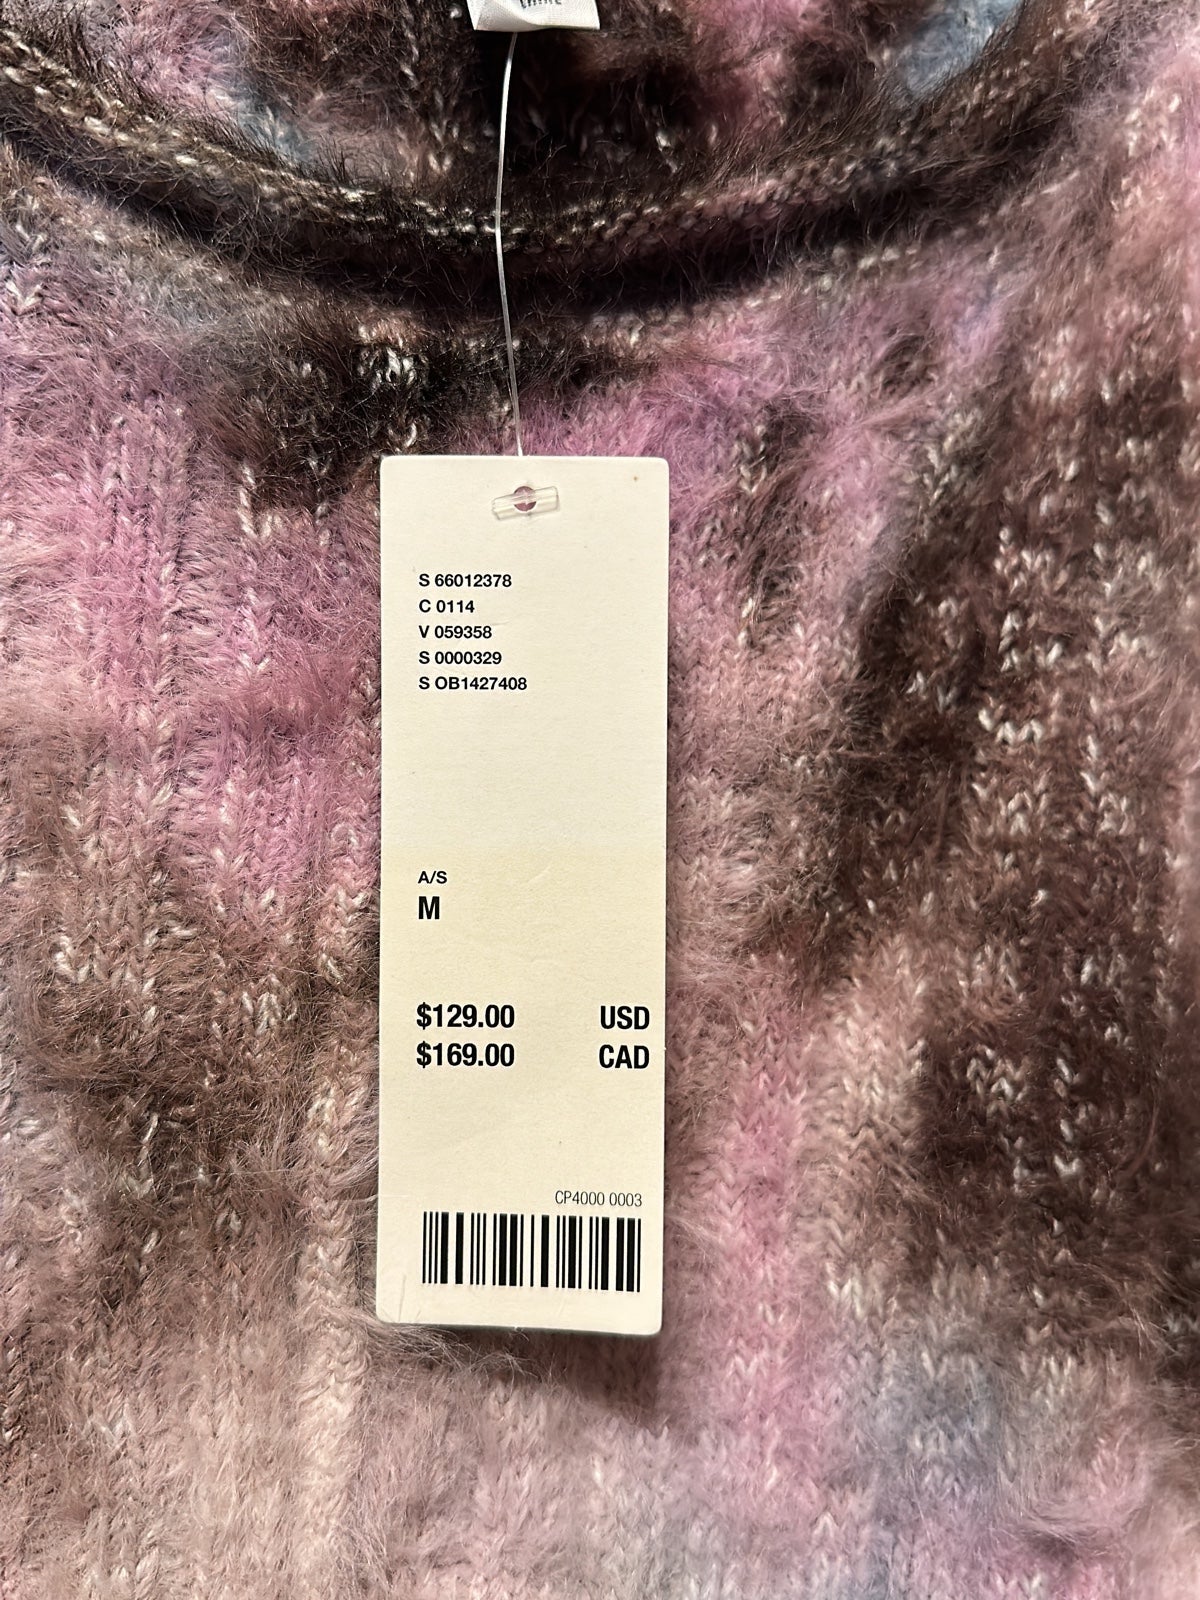 S 66012378
C 0114
V 059358
S 0000329
S OB1427408
A/S
M
$129.00 USD
$169.00 CAD
CP4000 0003